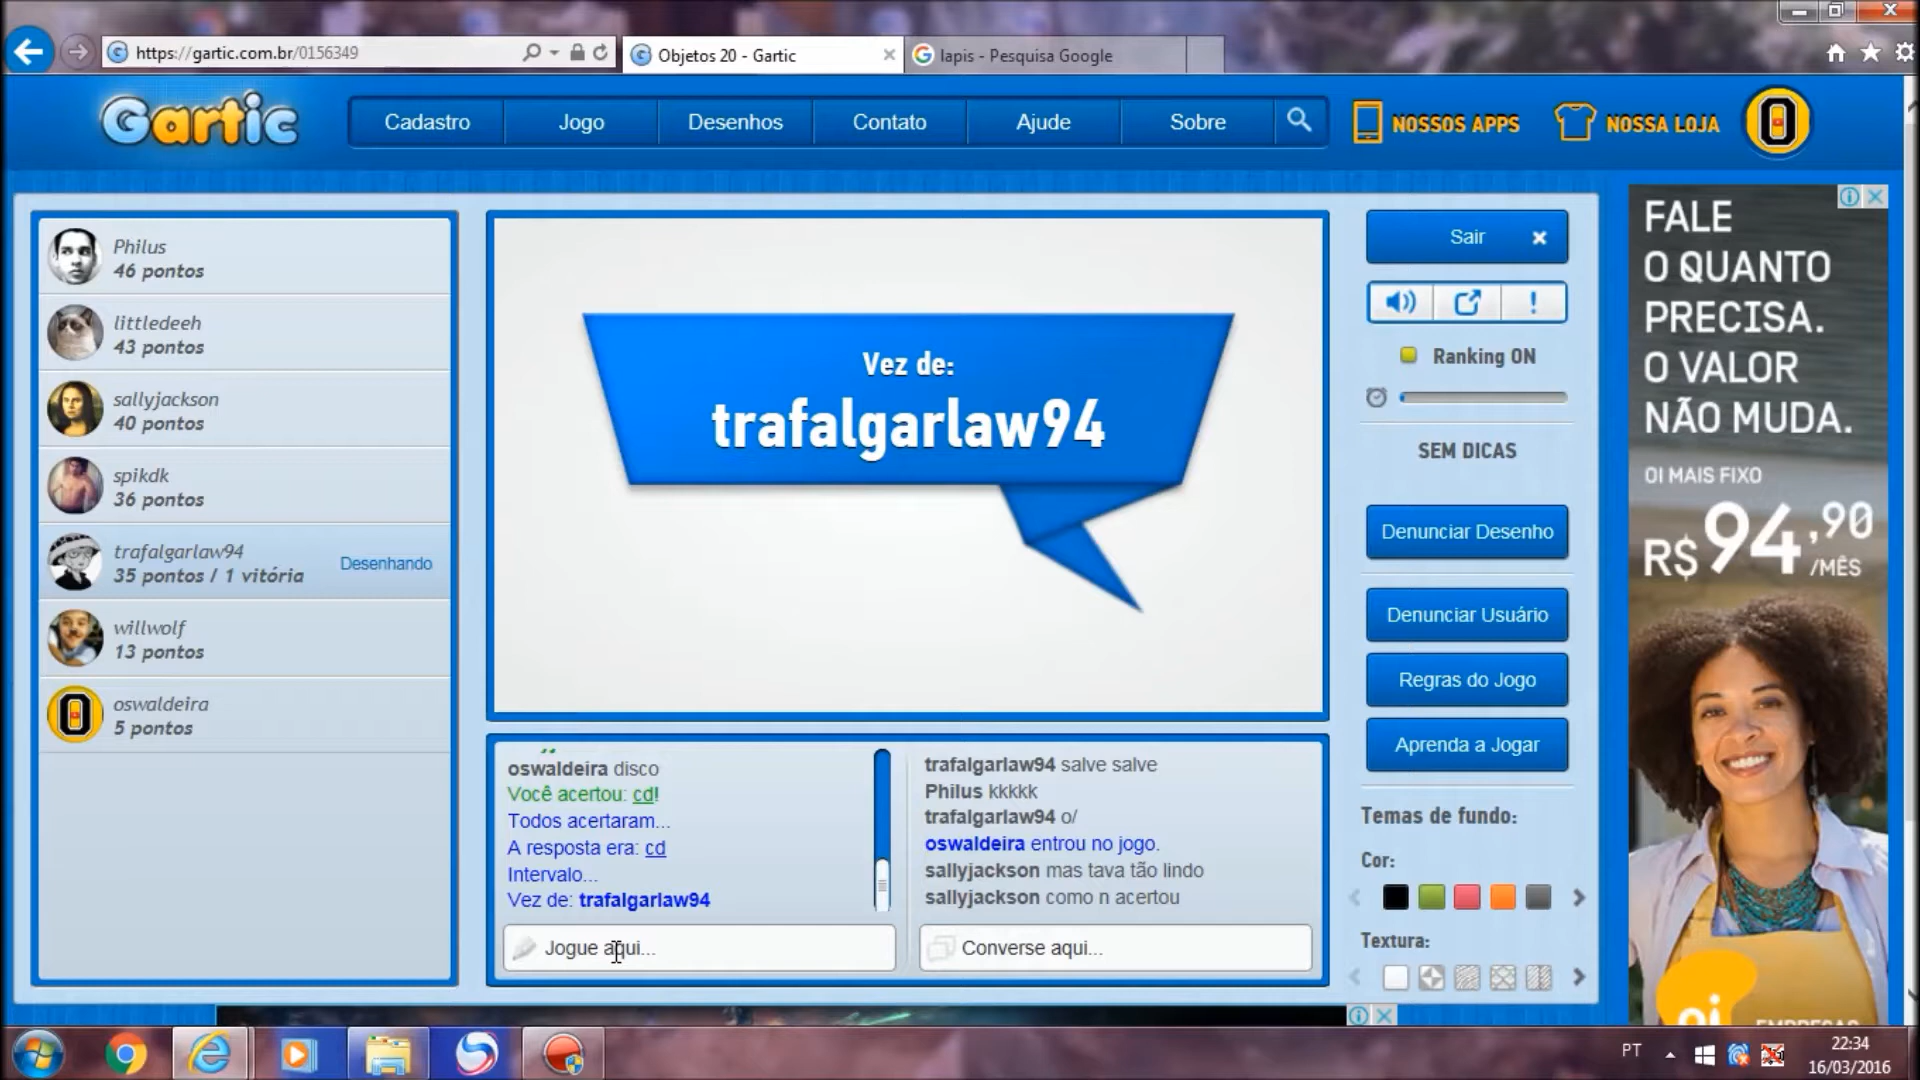 https://gartic.com.br/0156349
Objetos 20 - Gartic
lapis - Pesquisa Google
Gartic
Cadastro
Jogo
Desenhos
Contato
Ajude
Sobre
NOSSOS APPS
NOSSA LOJA
Philus
46 pontos
littledeeh
43 pontos
sallyjackson
40 pontos
spikdk
36 pontos
trafalgarlaw94
35 pontos / 1 vitória
Desenhando
willwolf
13 pontos
oswaldeira
5 pontos
Vez de:
trafalgarlaw94
oswaldeira disco
Você acertou: cd!
Todos acertaram...
A resposta era: cd
Intervalo...
Vez de: trafalgarlaw94
Jogue aqui...
trafalgarlaw94 salve salve
Philus kkkkk
trafalgarlaw94 o/
oswaldeira entrou no jogo.
sallyjackson mas tava tão lindo
sallyjackson como n acertou
Converse aqui...
Sair
Ranking ON
SEM DICAS
Denunciar Desenho
Denunciar Usuário
Regras do Jogo
Aprenda a Jogar
Temas de fundo:
Cor:
Textura:
FALE
O QUANTO
PRECISA.
O VALOR
NÃO MUDA.
OI MAIS FIXO
R$94,90
/MÊS
oi
EMPRESAS
PT
22:34
16/03/2016